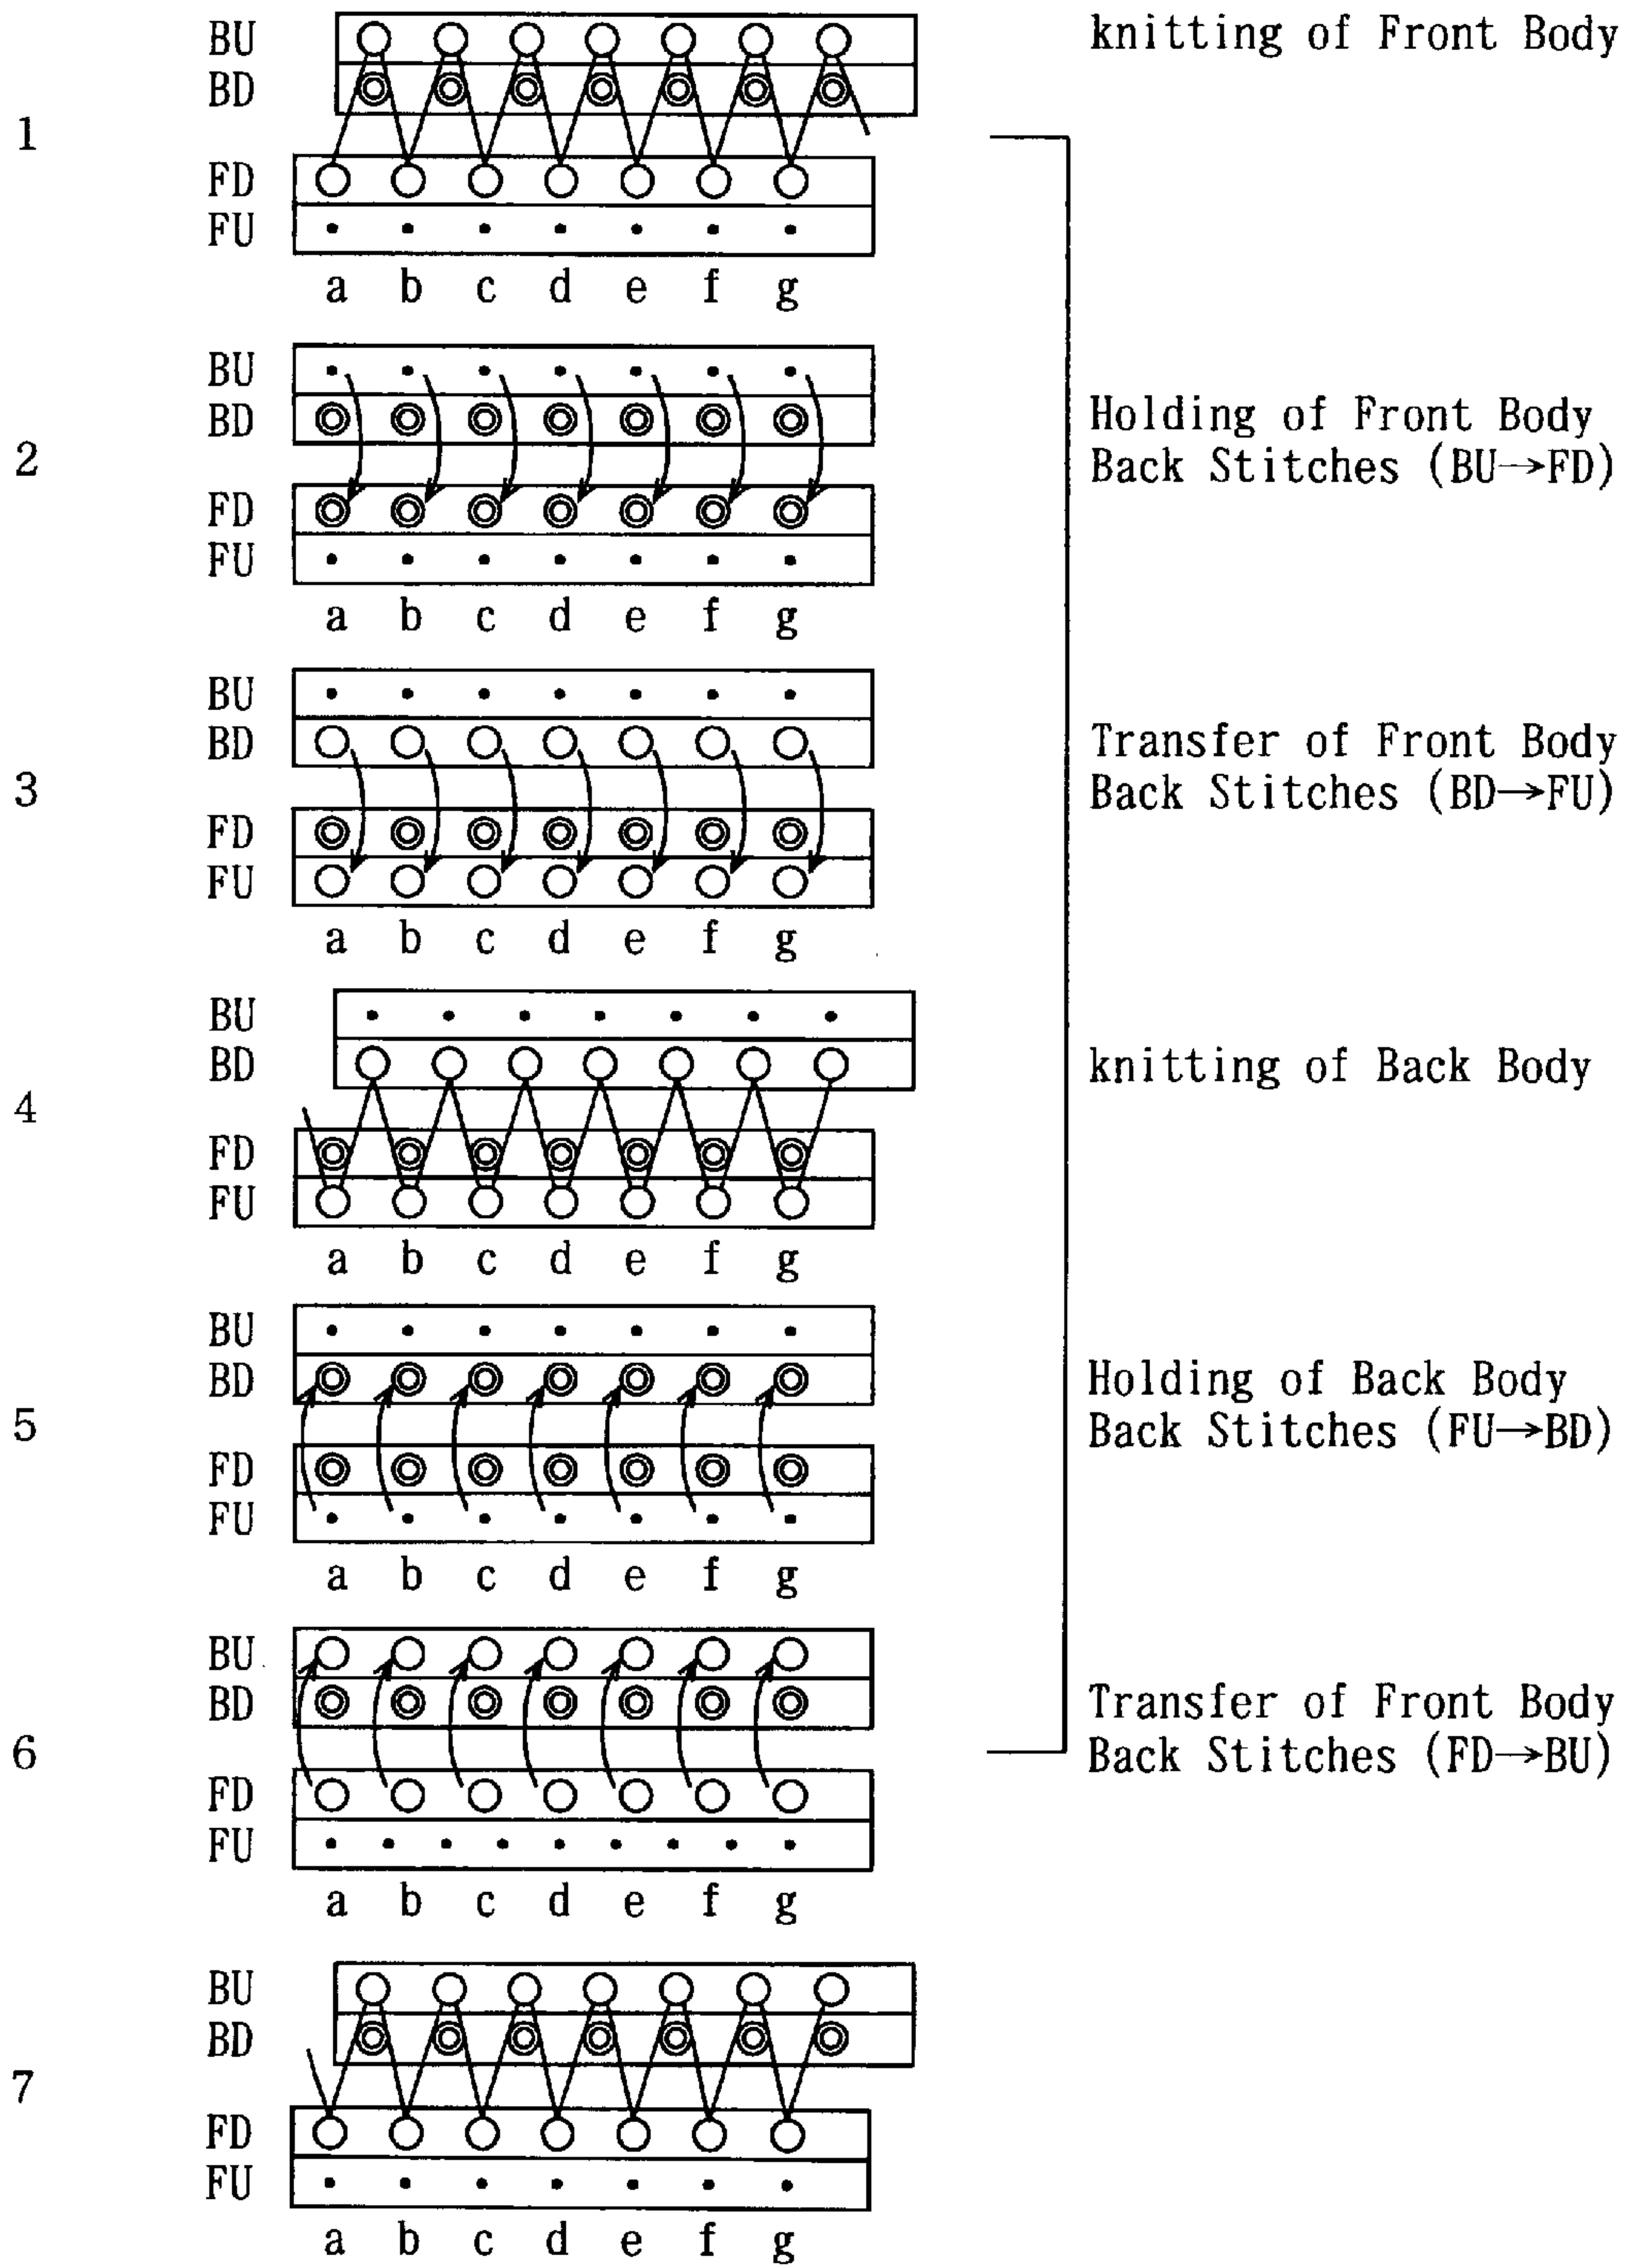 BU
knitting of Front Body
BD
1
FD
FU
a b c d e f g
BU
BD
Holding of Front Body
2
Back Stitches (BU→FD)
FD
FU
a b c d e f g
BU
BD
Transfer of Front Body
3
Back Stitches (BD→FU)
FD
FU
a b c d e f g
BU
BD
knitting of Back Body
4
FD
FU
a b c d e f g
BU
BD
Holding of Back Body
5
Back Stitches (FU→BD)
FD
FU
a b c d e f g
BU
BD
Transfer of Front Body
6
Back Stitches (FD→BU)
FD
FU
a b c d e f g
BU
BD
7
FD
FU
a b c d e f g